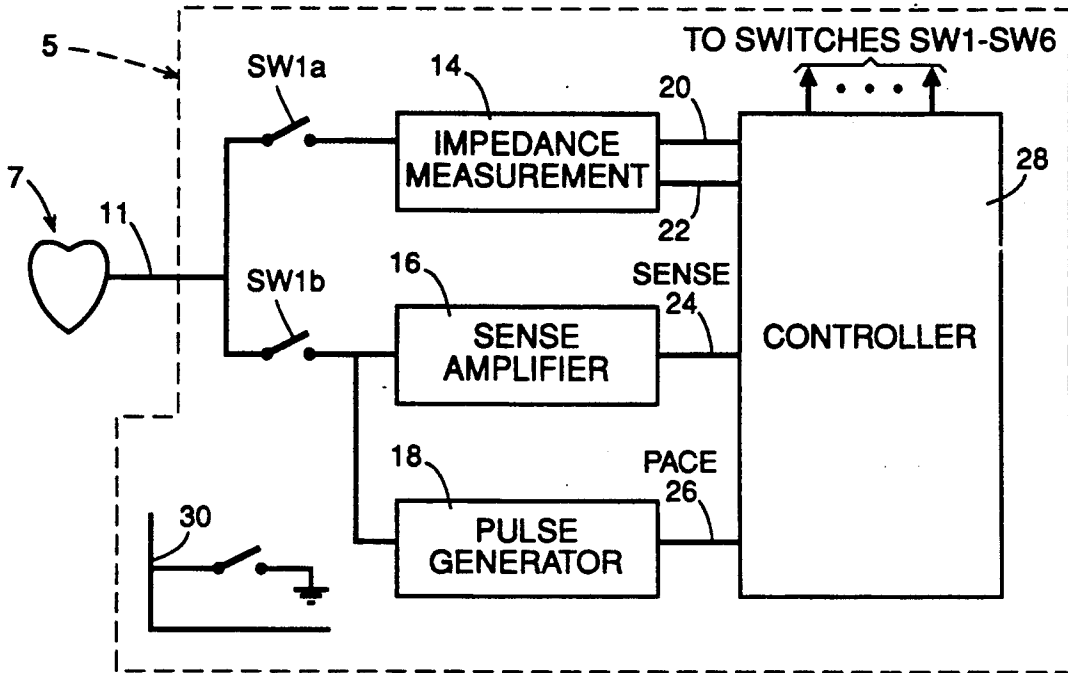 5
TO SWITCHES SW1-SW6
SW1a
14
20
IMPEDANCE
MEASUREMENT
22
28
7
11
SW1b
16
SENSE
24
SENSE
AMPLIFIER
CONTROLLER
18
PACE
26
PULSE
GENERATOR
30